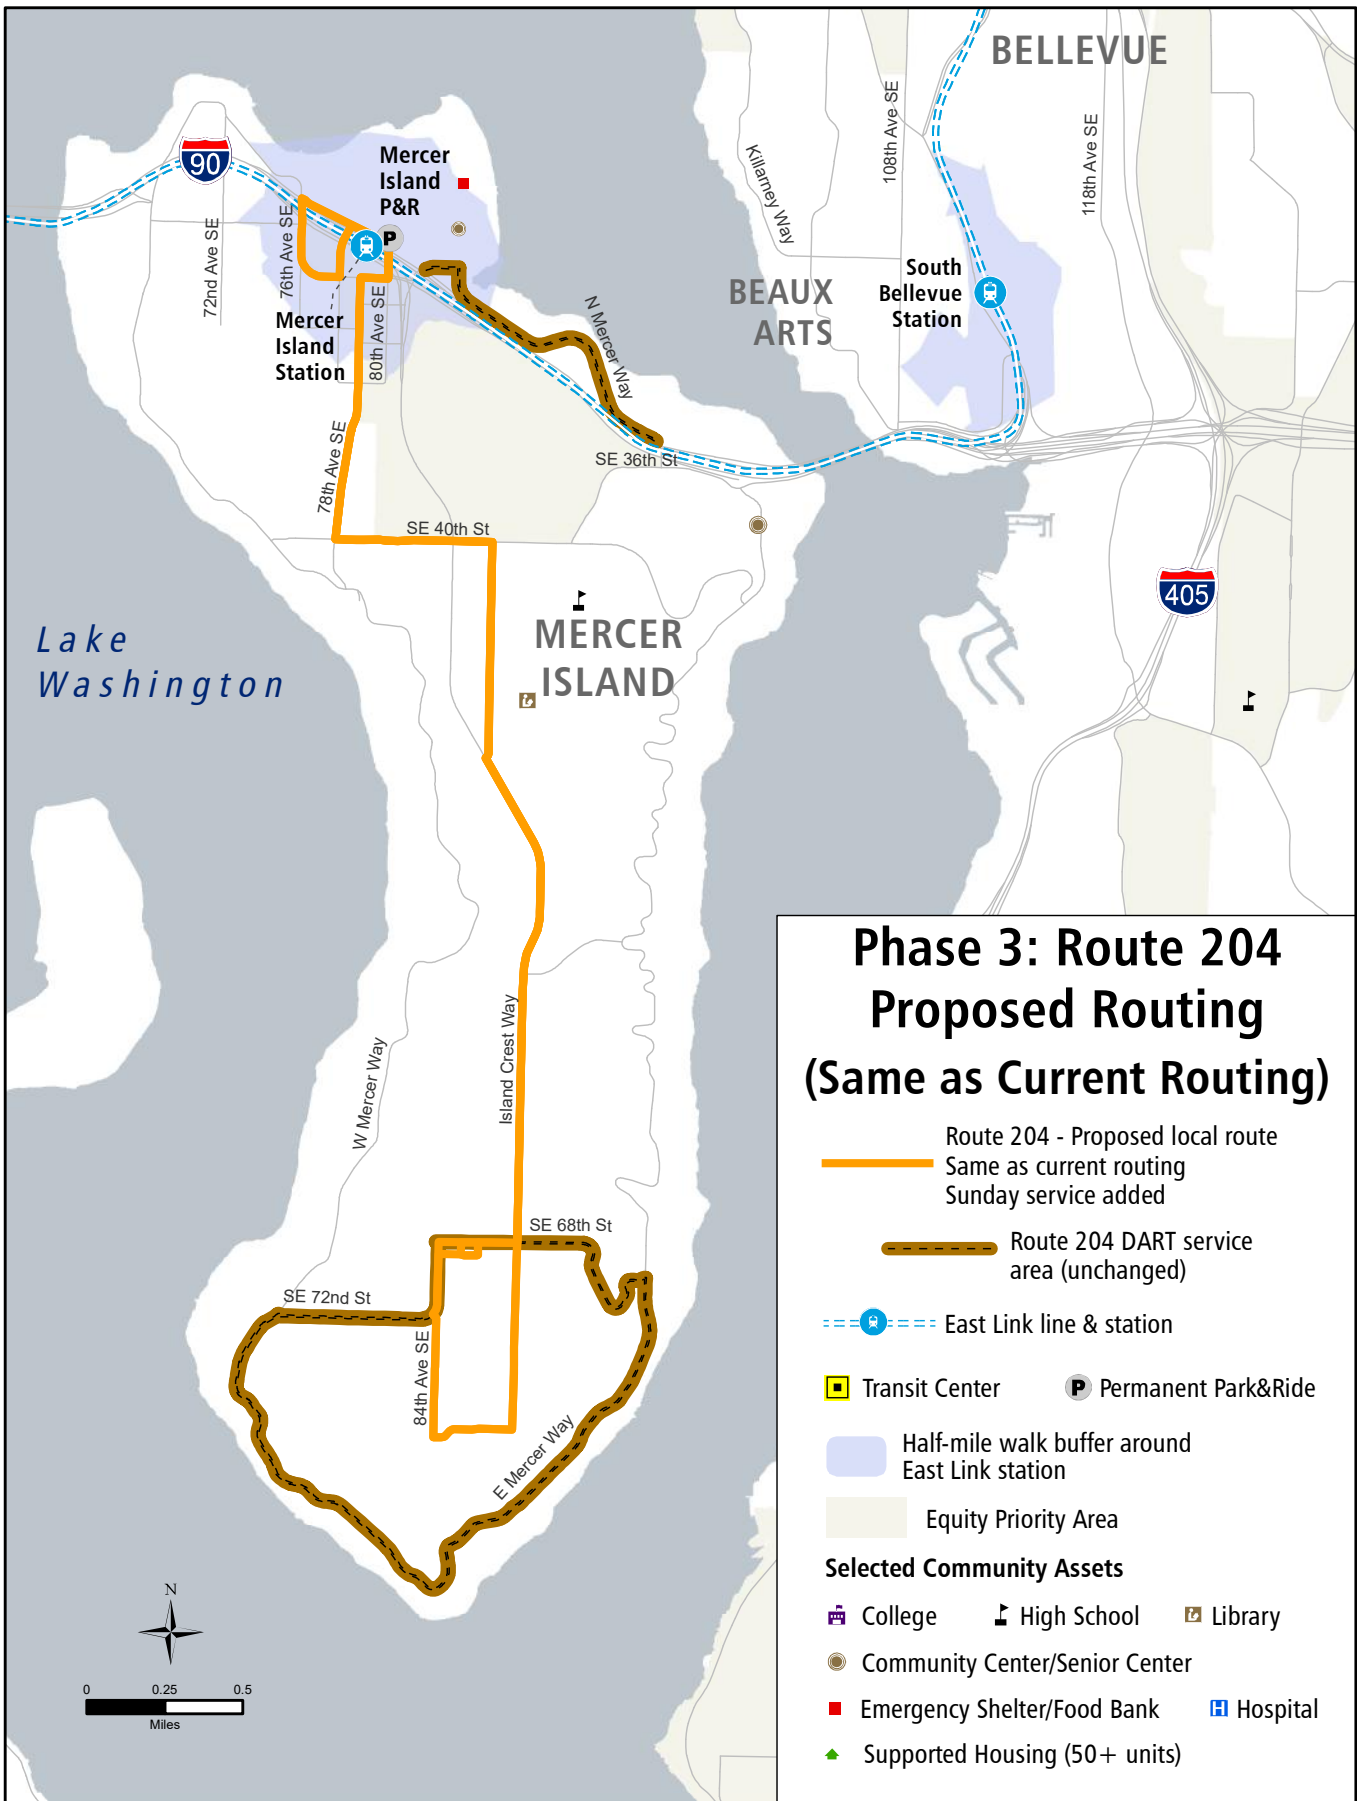 BELLEVUE
90
Mercer
Island
P&R
P
108th Ave SE
118th Ave SE
Killarney Way
72nd Ave SE
76th Ave SE
80th Ave SE
Mercer
Island
Station
N Mercer Way
BEAUX
ARTS
South
Bellevue
Station
78th Ave SE
SE 36th St
SE 40th St
405
MERCER
ISLAND
Lake
Washington
Island Crest Way
W Mercer Way
SE 68th St
SE 72nd St
84th Ave SE
E Mercer Way
N
0 0.25 0.5
Miles
Phase 3: Route 204
Proposed Routing
(Same as Current Routing)
Route 204 - Proposed local route
Same as current routing
Sunday service added
Route 204 DART service
area (unchanged)
East Link line & station
Transit Center
P Permanent Park&Ride
Half-mile walk buffer around
East Link station
Equity Priority Area
Selected Community Assets
College High School Library
Community Center/Senior Center
Emergency Shelter/Food Bank H Hospital
Supported Housing (50+ units)